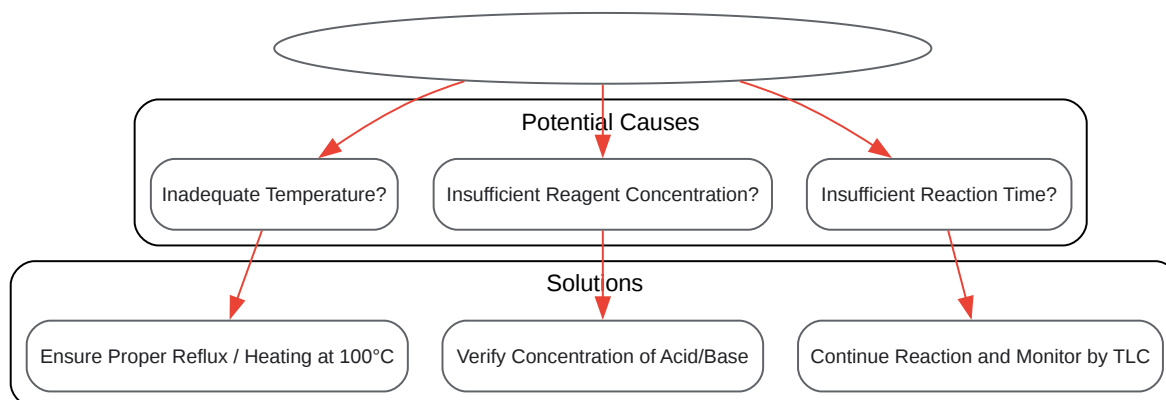 Potential Causes
Inadequate Temperature?
Insufficient Reagent Concentration?
Insufficient Reaction Time?
Solutions
Ensure Proper Reflux / Heating at 100°C
Verify Concentration of Acid/Base
Continue Reaction and Monitor by TLC